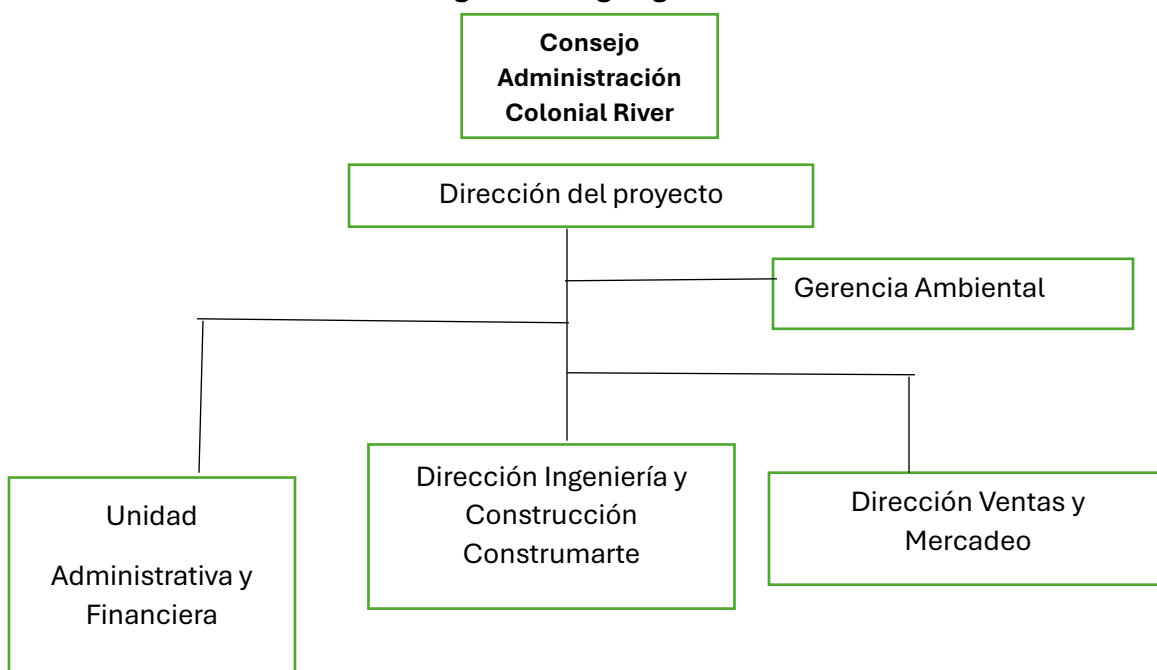 Consejo
Administración
Colonial River
Dirección del proyecto
Gerencia Ambiental
Dirección Ingeniería y
Construcción
Construmarte
Dirección Ventas y
Mercadeo
Unidad
Administrativa y
Financiera